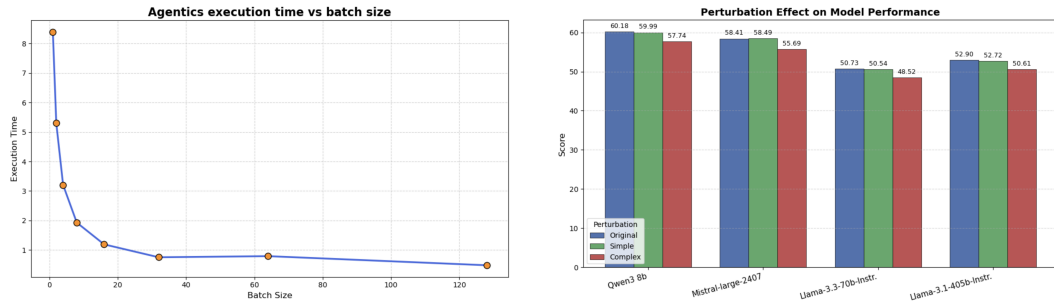 Agentics execution time vs batch size
Execution Time
8
7
6
5
4
3
2
1
0 20 40 60 80 100 120
Batch Size
Perturbation Effect on Model Performance
Score
60
50
40
30
20
10
0
60.18 59.99 57.74 58.41 58.49 55.69 50.73 50.54 48.52 52.90 52.72 50.61
Perturbation
Original
Simple
Complex
Qwen3 8b Mistral-large-2407 Llama-3.3-70b-Instr. Llama-3.1-405b-Instr.